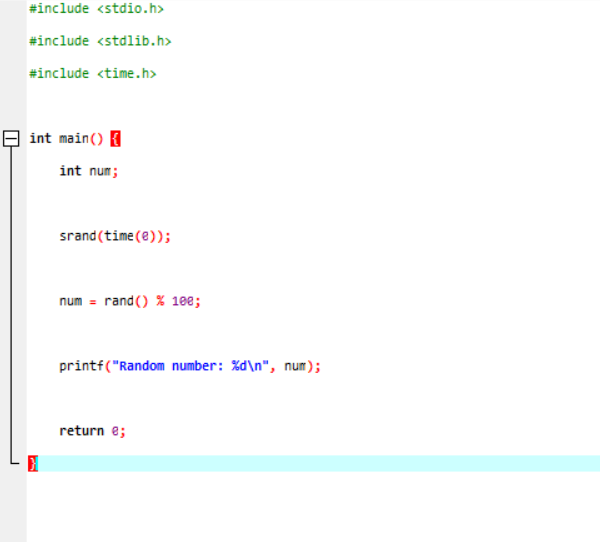 #include <stdio.h>
#include <stdlib.h>
#include <time.h>
int main() {
    int num;
    srand(time(0));
    num = rand() % 100;
    printf("Random number: %d\n", num);
    return 0;
}